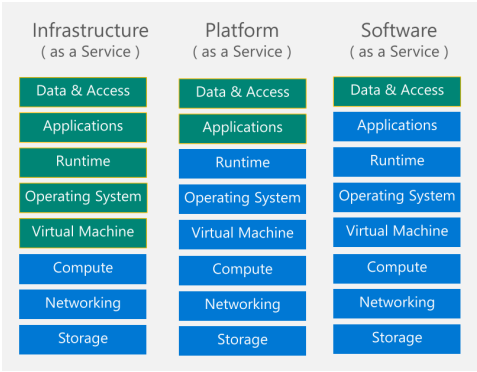 Infrastructure
( as a Service )
Data & Access
Applications
Runtime
Operating System
Virtual Machine
Compute
Networking
Storage
Platform
( as a Service )
Data & Access
Applications
Runtime
Operating System
Virtual Machine
Compute
Networking
Storage
Software
( as a Service )
Data & Access
Applications
Runtime
Operating System
Virtual Machine
Compute
Networking
Storage